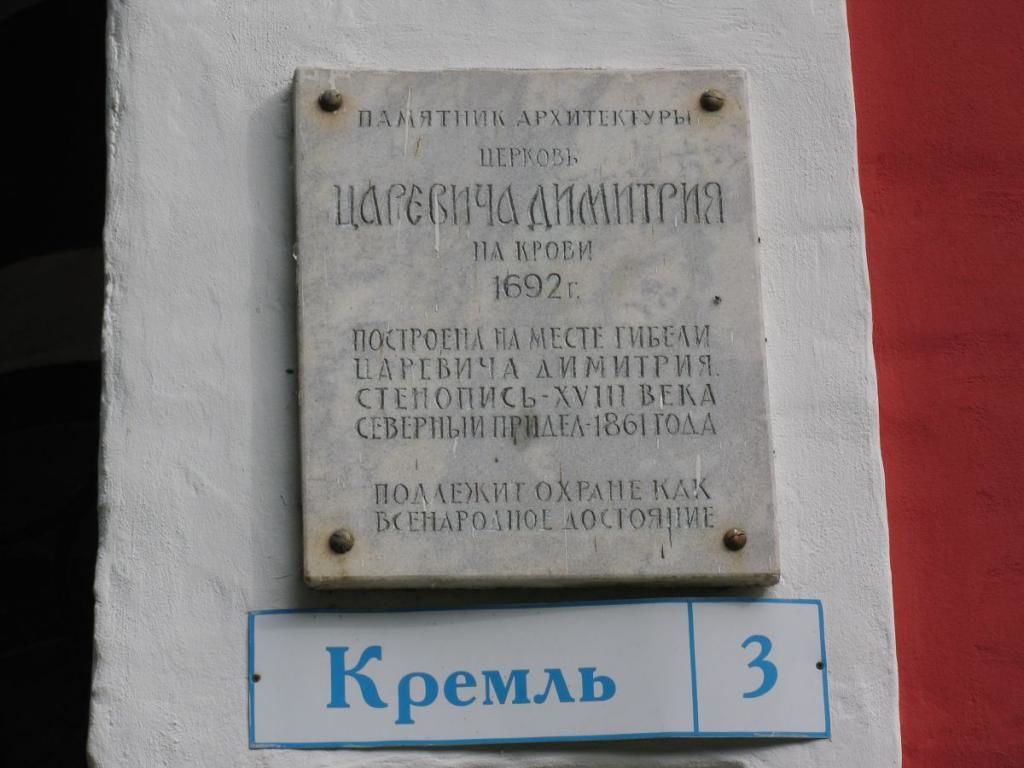 ПАМЯТНИК АРХИТЕКТУРЫ
ЦЕРКОВЬ
ЦАРЕВИЧА ДИМИТРИЯ
НА КРОВИ
1692 г.
ПОСТРОЕНА НА МЕСТЕ ГИБЕЛИ
ЦАРЕВИЧА ДИМИТРИЯ.
СТЕНОПИСЬ - XVIII ВЕКА
СЕВЕРНЫЙ ПРИДЕЛ - 1861 ГОДА
ПОДЛЕЖИТ ОХРАНЕ КАК
ВСЕНАРОДНОЕ ДОСТОЯНИЕ
Кремль 3